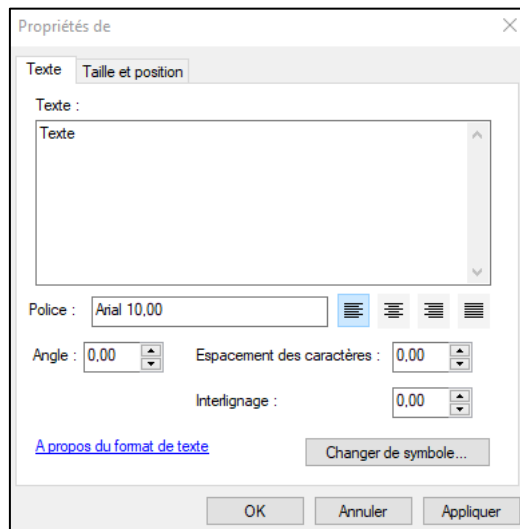 Propriétés de
Texte Taille et position
Texte :
Texte
Police : Arial 10,00
Angle : 0,00 Espacement des caractères : 0,00
Interlignage : 0,00
A propos du format de texte Changer de symbole...
OK Annuler Appliquer